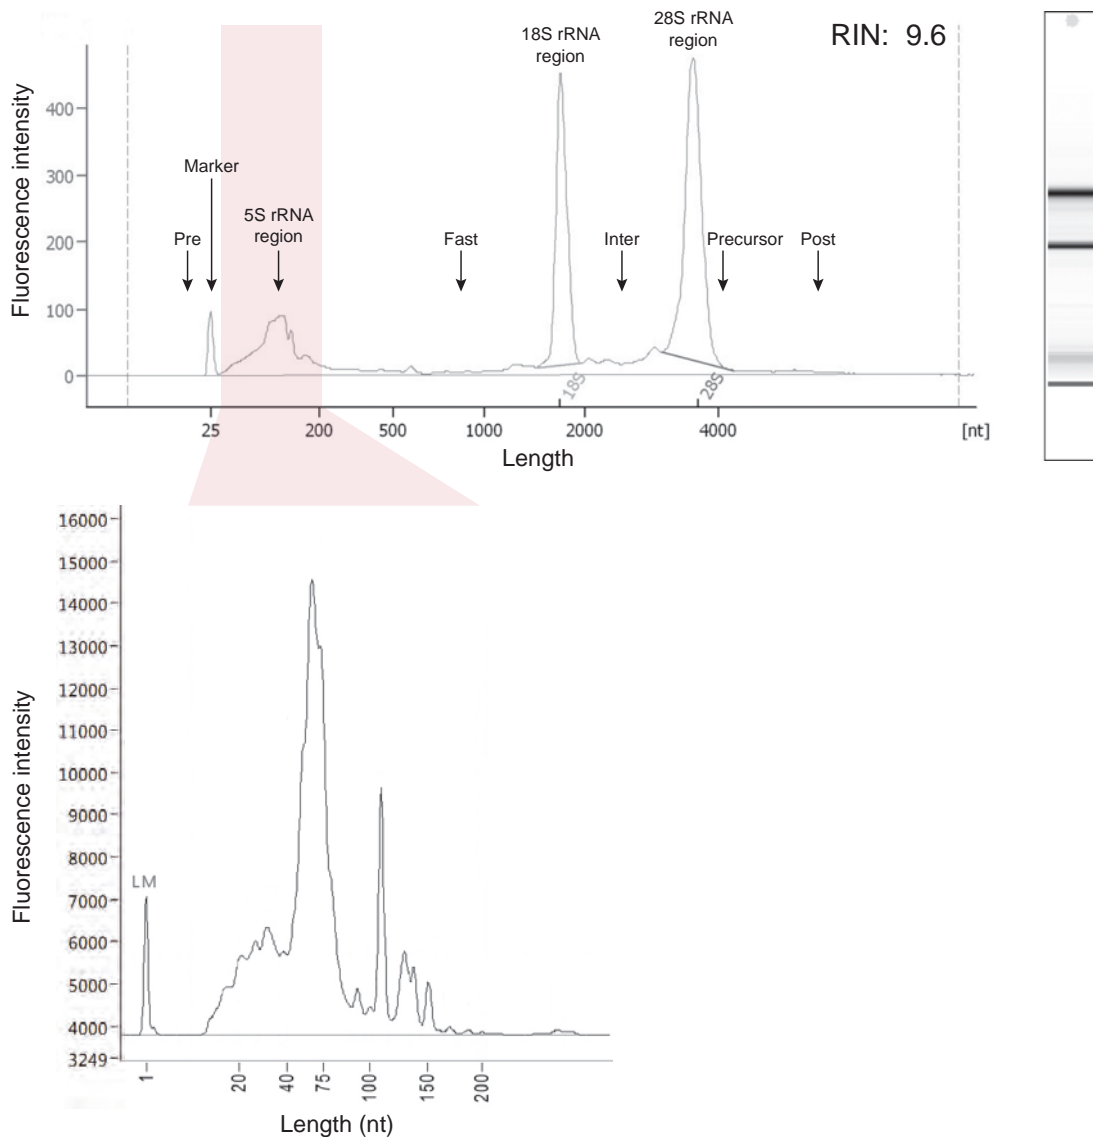 18S rRNA
region
28S rRNA
region
RIN: 9.6
Fluorescence intensity
400
300
200
100
0
Marker
5S rRNA
region
Pre
Fast
Inter
Precursor
Post
18S
28S
25
200
500
1000
2000
4000
[nt]
Length
Fluorescence intensity
16000
15000
14000
13000
12000
11000
10000
9000
8000
7000
6000
5000
4000
3249
LM
1
20
40
75
100
150
200
Length (nt)